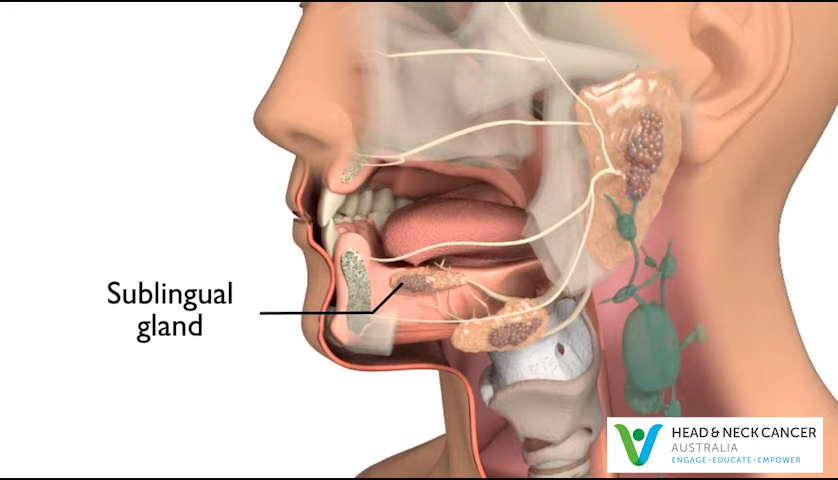 Sublingual
gland
HEAD & NECK CANCER
AUSTRALIA
ENGAGE • EDUCATE • EMPOWER